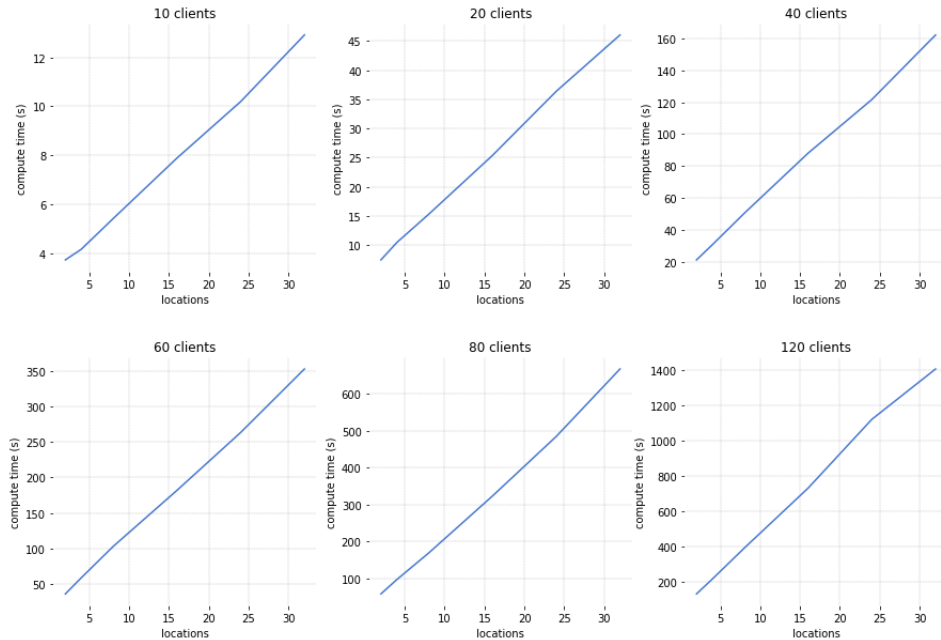 10 clients
12
10
8
6
4
compute time (s)
5 10 15 20 25 30
locations
20 clients
45
40
35
30
25
20
15
10
compute time (s)
5 10 15 20 25 30
locations
40 clients
160
140
120
100
80
60
40
20
compute time (s)
5 10 15 20 25 30
locations
60 clients
350
300
250
200
150
100
50
compute time (s)
5 10 15 20 25 30
locations
80 clients
600
500
400
300
200
100
compute time (s)
5 10 15 20 25 30
locations
120 clients
1400
1200
1000
800
600
400
200
compute time (s)
5 10 15 20 25 30
locations